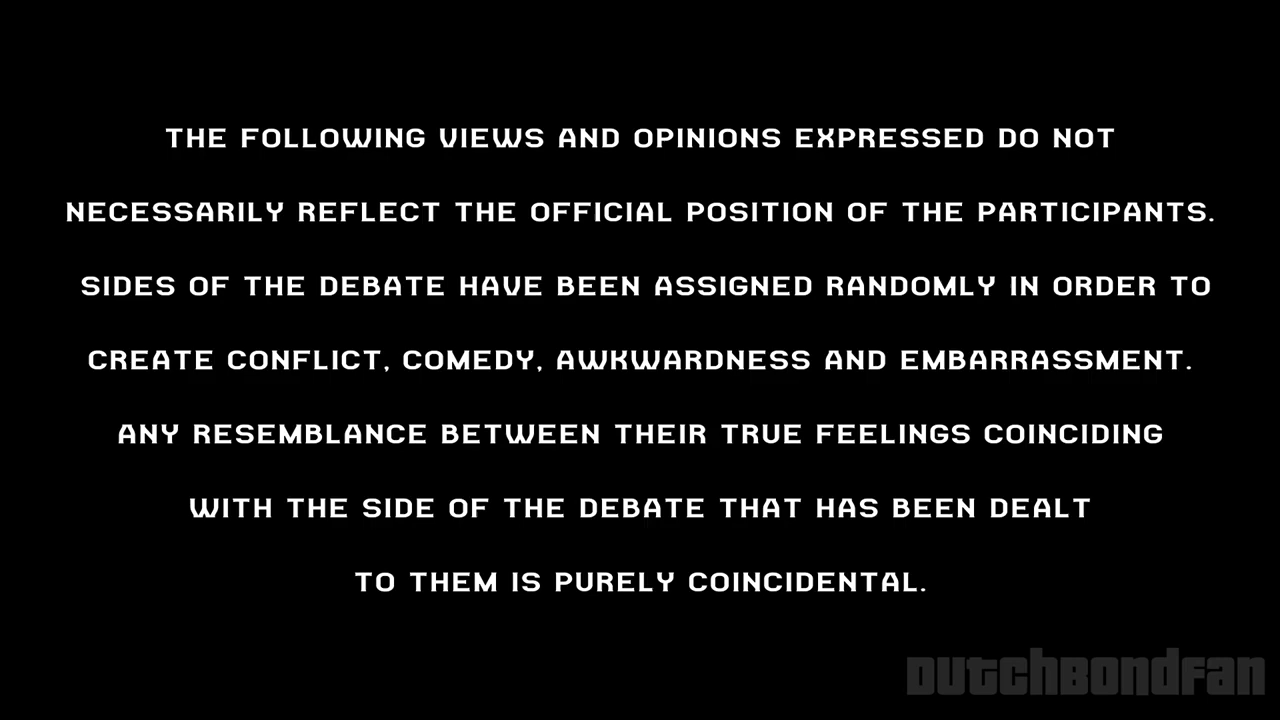 THE FOLLOWING VIEWS AND OPINIONS EXPRESSED DO NOT
NECESSARILY REFLECT THE OFFICIAL POSITION OF THE PARTICIPANTS.
SIDES OF THE DEBATE HAVE BEEN ASSIGNED RANDOMLY IN ORDER TO
CREATE CONFLICT, COMEDY, AWKWARDNESS AND EMBARRASSMENT.
ANY RESEMBLANCE BETWEEN THEIR TRUE FEELINGS COINCIDING
WITH THE SIDE OF THE DEBATE THAT HAS BEEN DEALT
TO THEM IS PURELY COINCIDENTAL.
DUTCHBONDFAN